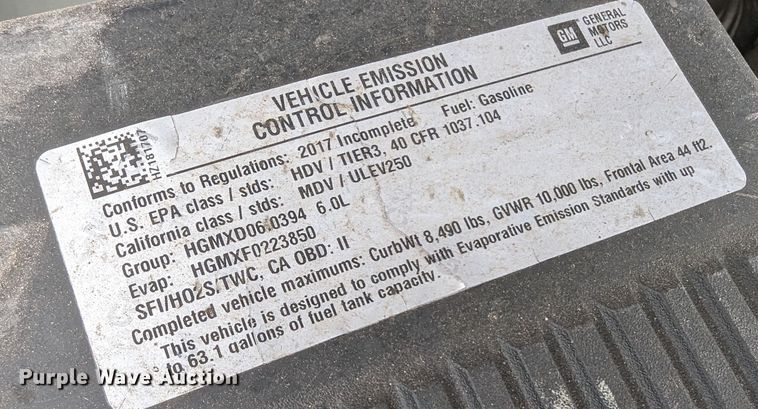 VEHICLE EMISSION
CONTROL INFORMATION
GM GENERAL
MOTORS
LLC
HZ181707
Conforms to Regulations: 2017 Incomplete Fuel: Gasoline
U.S. EPA class / stds: HDV / TIER3, 40 CFR 1037.104
California class / stds: MDV / ULEV250
Group: HGMXD06.0394 6.0L
Evap: HGMXF0223850
SFI/HO2S/TWC, CA OBD: II
Completed vehicle maximums: CurbWt 8,490 lbs, GVWR 10,000 lbs, Frontal Area 44 ft2.
* This vehicle is designed to comply with Evaporative Emission Standards with up
to 63.1 gallons of fuel tank capacity.
Purple Wave Auction